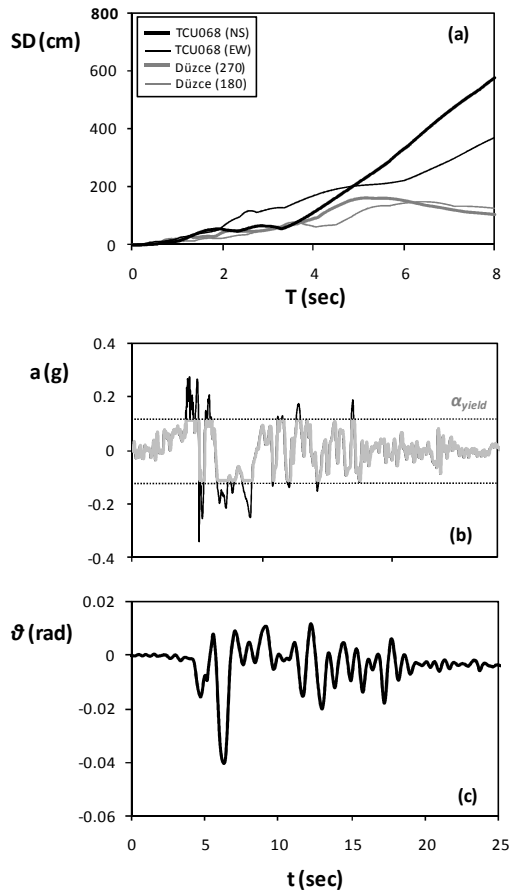 800
SD (cm)
TCU068 (NS)
TCU068 (EW)
Düzce (270)
Düzce (180)
(a)
600
400
200
0
0 2 4 6 8
T (sec)
0.4
a (g)
0.2
α_yield
0
-0.2
-0.4
(b)
0.02
ϑ (rad)
0
-0.02
-0.04
-0.06
(c)
0 5 10 15 20 25
t (sec)